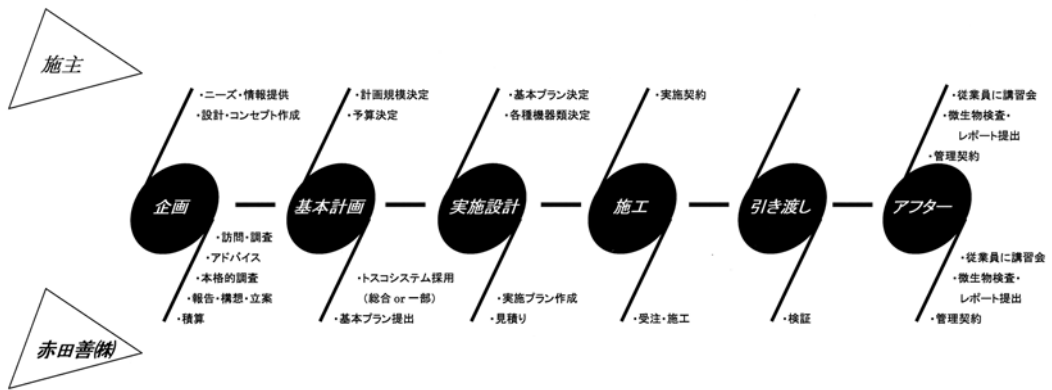 施主
・ニーズ・情報提供
・設計・コンセプト作成
・計画規模決定
・予算決定
・基本プラン決定
・各種機器類決定
・実施契約
・従業員に講習会
・微生物検査・
レポート提出
・管理契約
企画
基本計画
実施設計
施工
引き渡し
アフター
・訪問・調査
・アドバイス
・本格的調査
・報告・構想・立案
・積算
・トスコシステム採用
(総合 or 一部)
・基本プラン提出
・実施プラン作成
・見積り
・受注・施工
・検証
・従業員に講習会
・微生物検査・
レポート提出
・管理契約
赤田善㈱